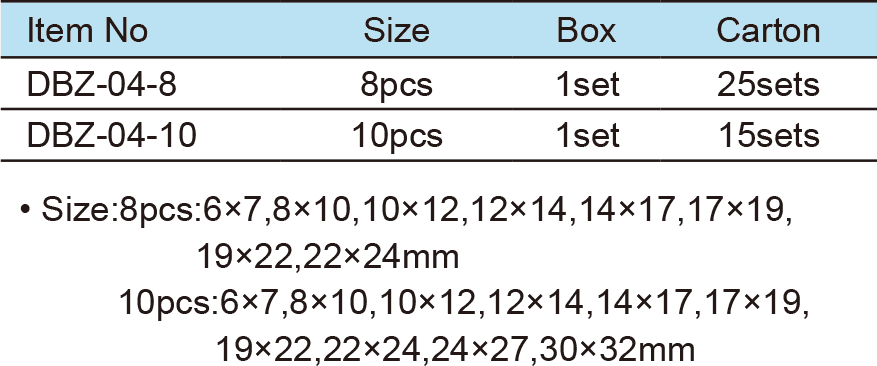 Item No Size Box Carton
DBZ-04-8 8pcs 1set 25sets
DBZ-04-10 10pcs 1set 15sets
• Size:8pcs:6×7,8×10,10×12,12×14,14×17,17×19,
19×22,22×24mm
10pcs:6×7,8×10,10×12,12×14,14×17,17×19,
19×22,22×24,24×27,30×32mm